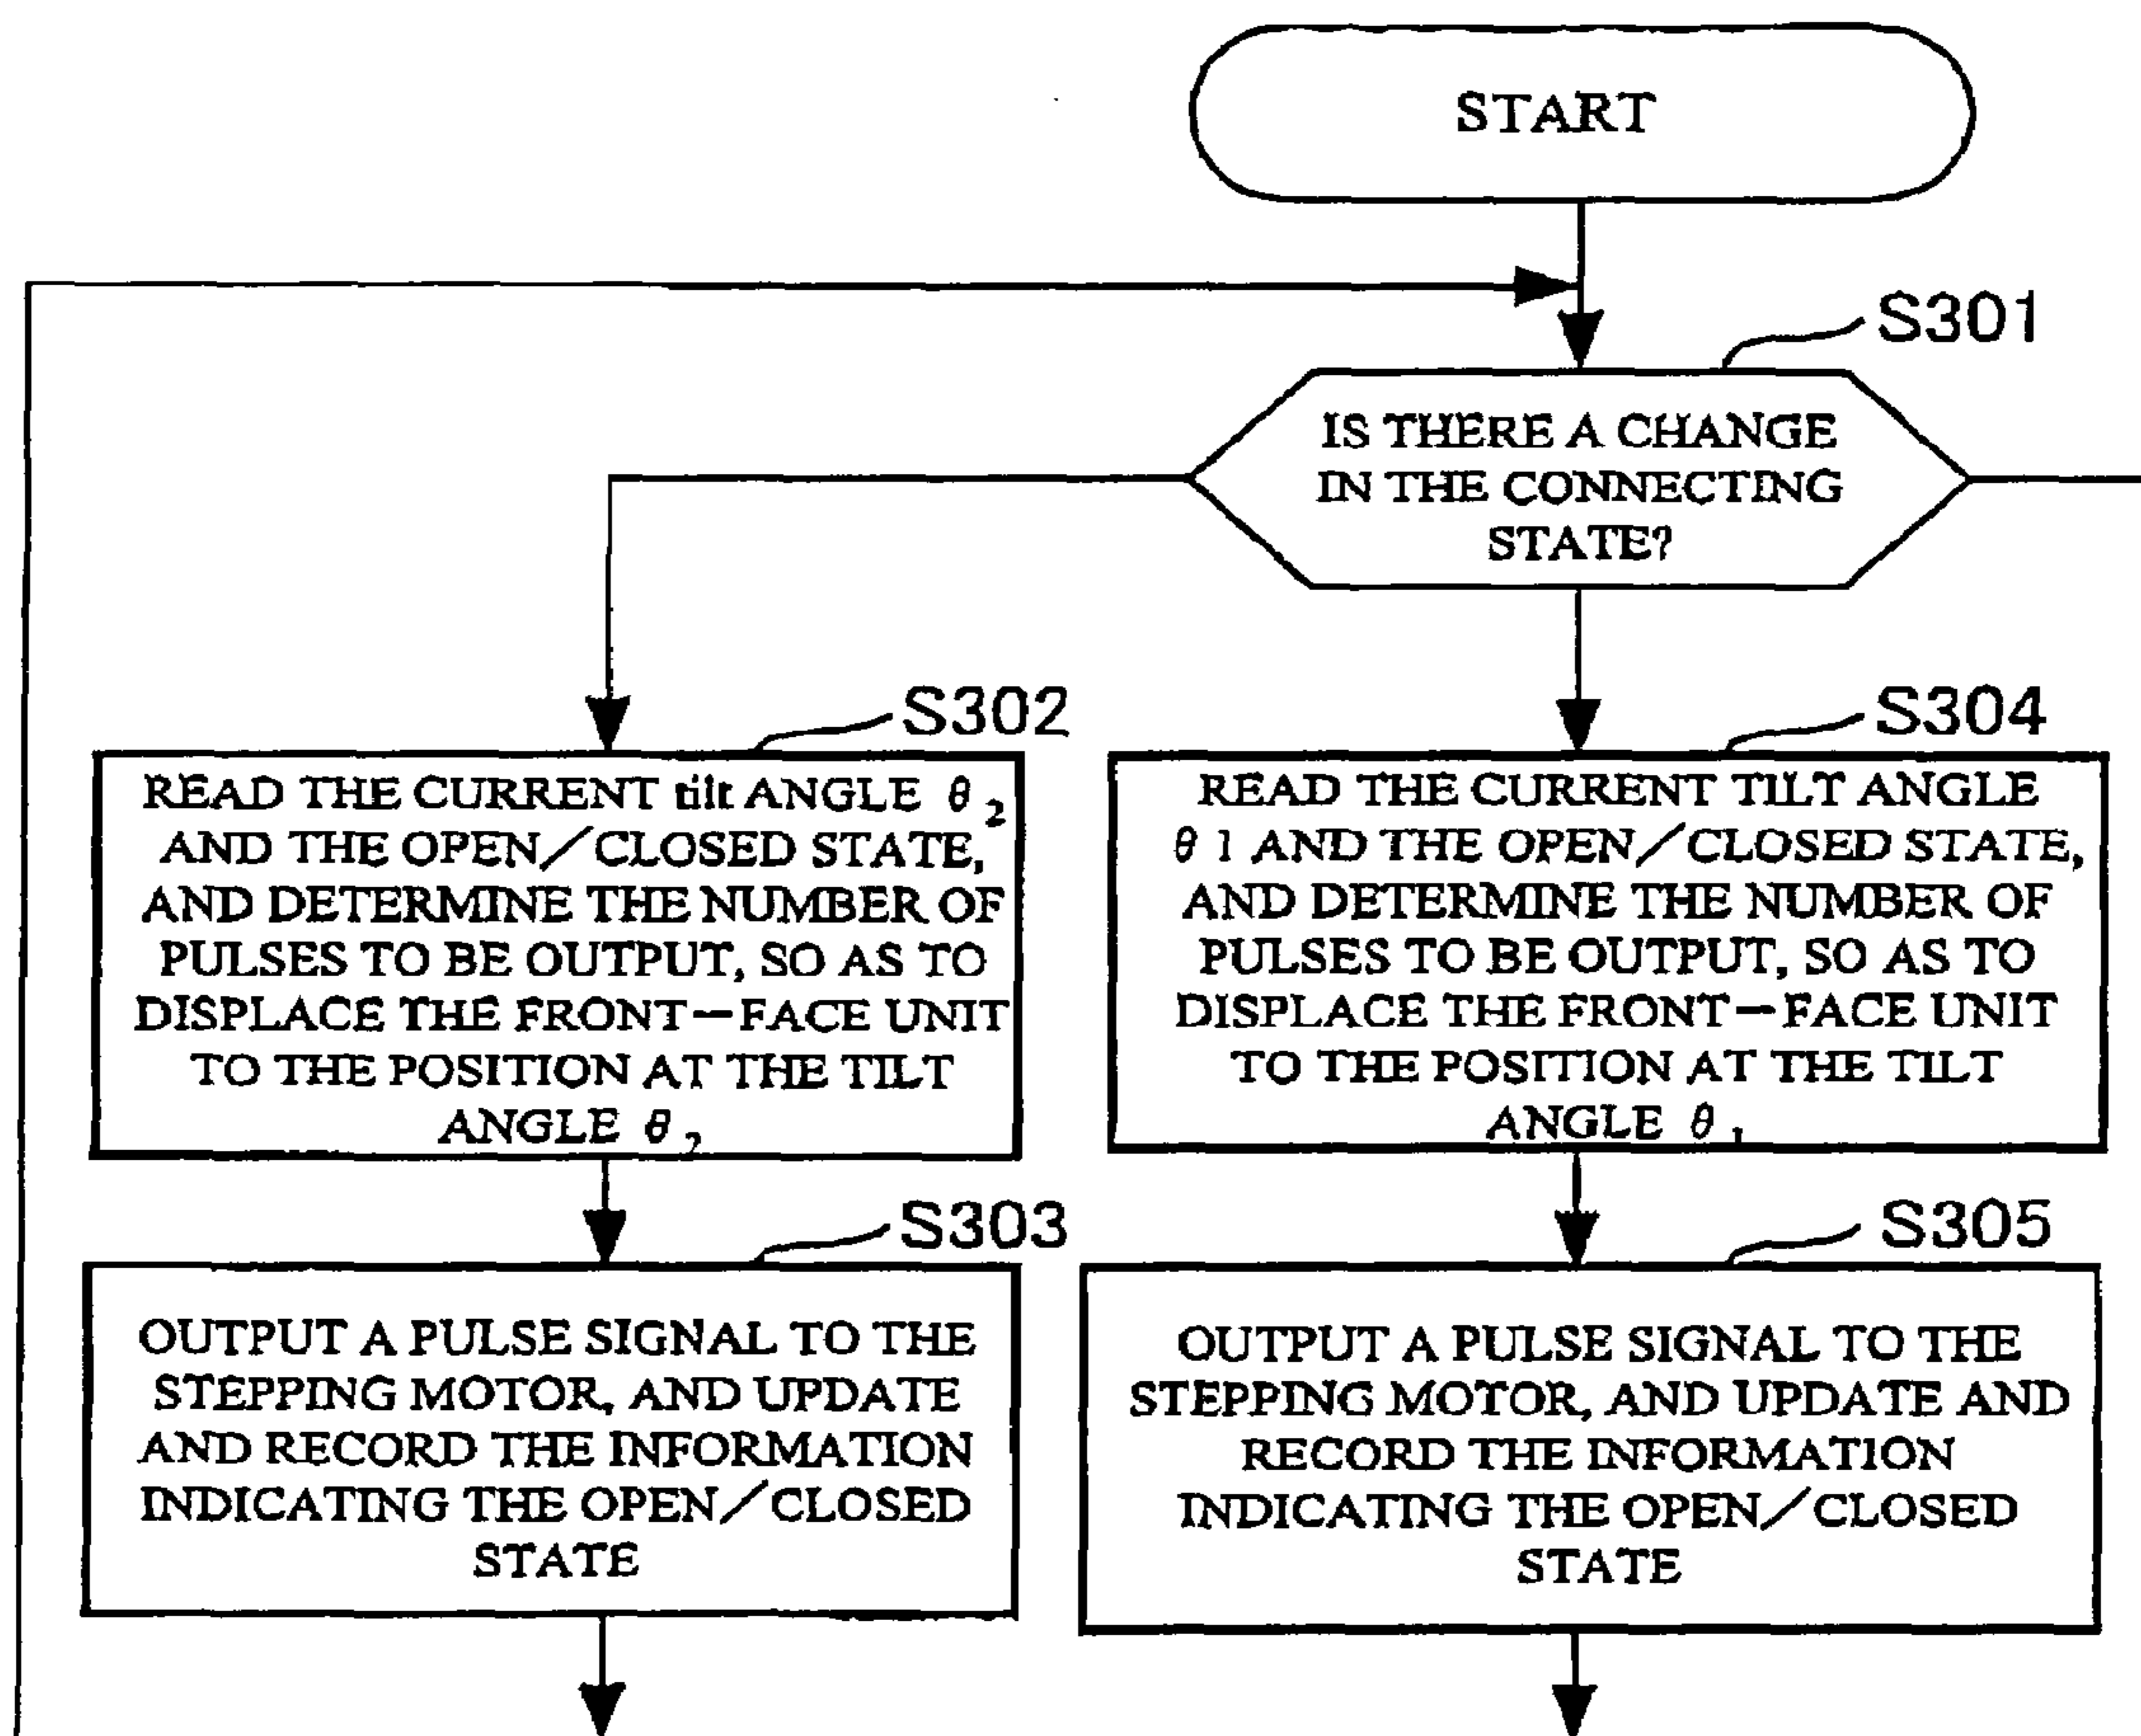 START
S301
IS THERE A CHANGE
IN THE CONNECTING
STATE?
S302
READ THE CURRENT tilt ANGLE θ₂
AND THE OPEN/CLOSED STATE,
AND DETERMINE THE NUMBER OF
PULSES TO BE OUTPUT, SO AS TO
DISPLACE THE FRONT-FACE UNIT
TO THE POSITION AT THE TILT
ANGLE θ₂
S304
READ THE CURRENT TILT ANGLE
θ1 AND THE OPEN/CLOSED STATE,
AND DETERMINE THE NUMBER OF
PULSES TO BE OUTPUT, SO AS TO
DISPLACE THE FRONT-FACE UNIT
TO THE POSITION AT THE TILT
ANGLE θ₁
S303
OUTPUT A PULSE SIGNAL TO THE
STEPPING MOTOR, AND UPDATE
AND RECORD THE INFORMATION
INDICATING THE OPEN/CLOSED
STATE
S305
OUTPUT A PULSE SIGNAL TO THE
STEPPING MOTOR, AND UPDATE AND
RECORD THE INFORMATION
INDICATING THE OPEN/CLOSED
STATE